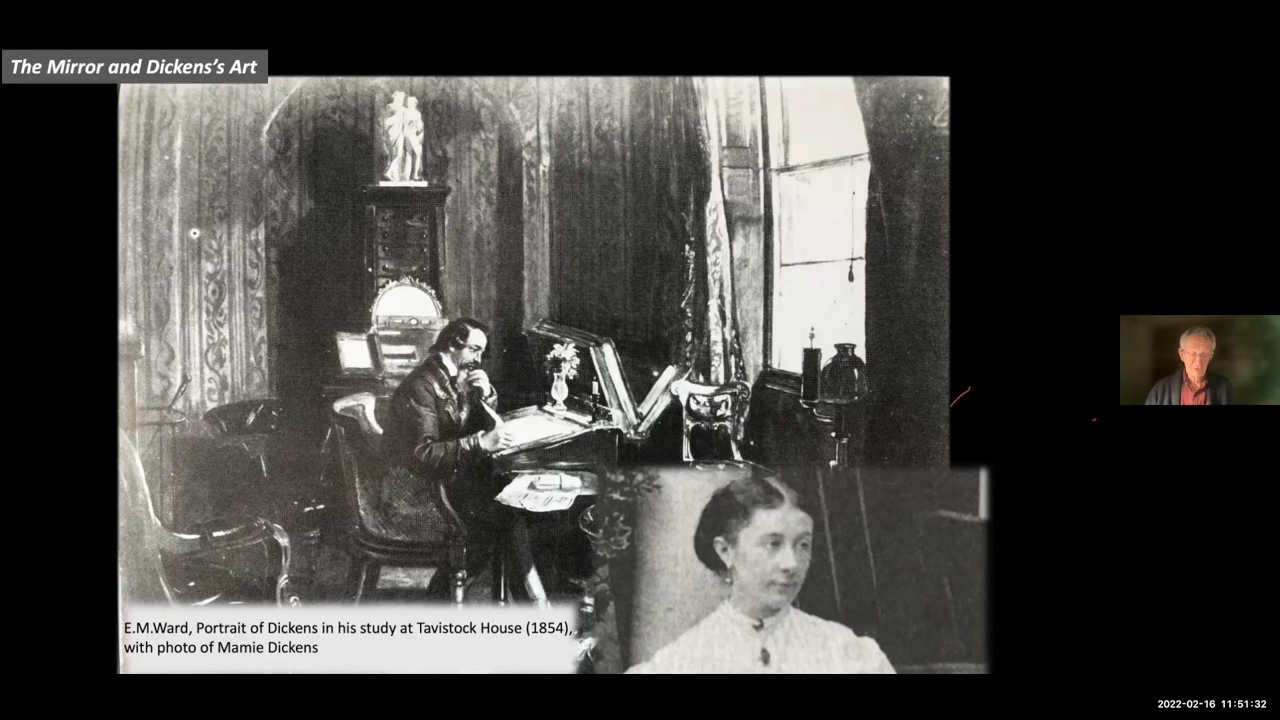 The Mirror and Dickens's Art
E.M.Ward, Portrait of Dickens in his study at Tavistock House (1854),
with photo of Mamie Dickens
2022-02-16 11:51:32